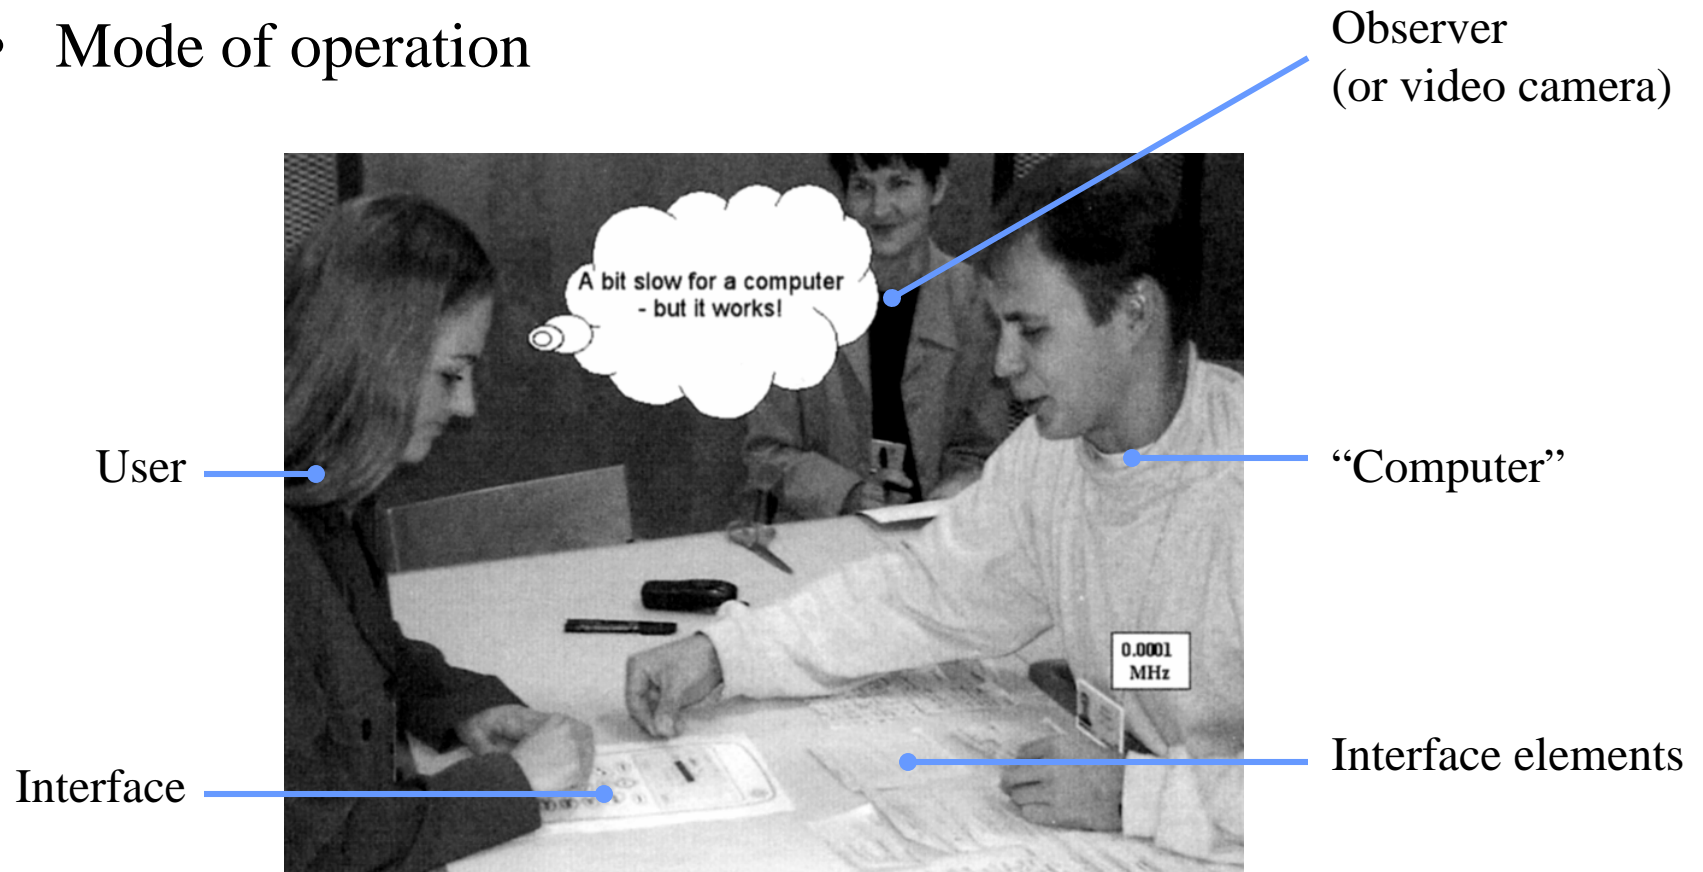 • Mode of operation
Observer
(or video camera)
A bit slow for a computer
- but it works!
User
“Computer”
0.0001
MHz
Interface elements
Interface